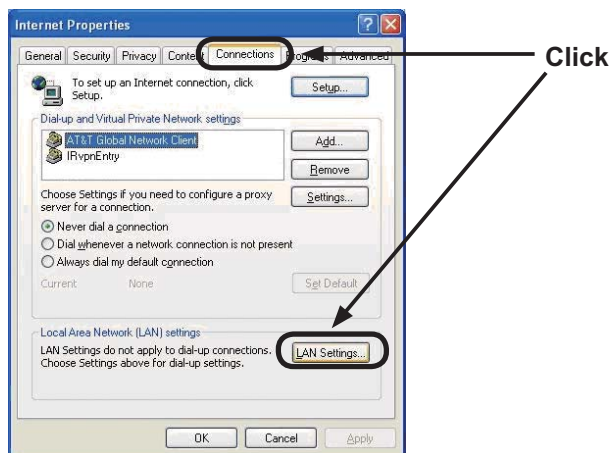 Internet Properties
General Security Privacy Content Connections Programs Advanced
Click
To set up an Internet connection, click
Setup.
Setup...
Dial-up and Virtual Private Network settings
AT&T Global Network Client
IRvpnEntry
Add...
Remove
Choose Settings if you need to configure a proxy
server for a connection.
Settings...
Never dial a connection
Dial whenever a network connection is not present
Always dial my default connection
Current None
Set Default
Local Area Network (LAN) settings
LAN Settings do not apply to dial-up connections.
Choose Settings above for dial-up settings.
LAN Settings...
OK Cancel Apply